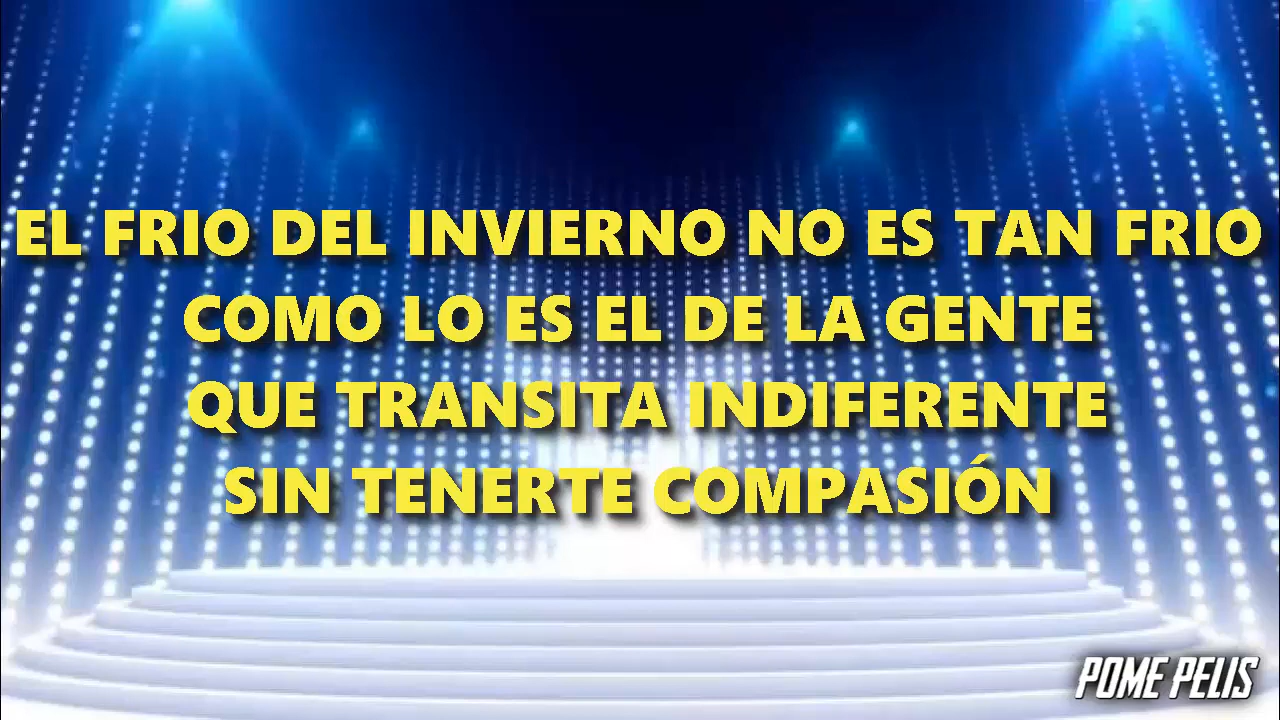 EL FRIO DEL INVIERNO NO ES TAN FRIO
COMO LO ES EL DE LA GENTE
QUE TRANSITA INDIFERENTE
SIN TENERTE COMPASIÓN
POME PELIS